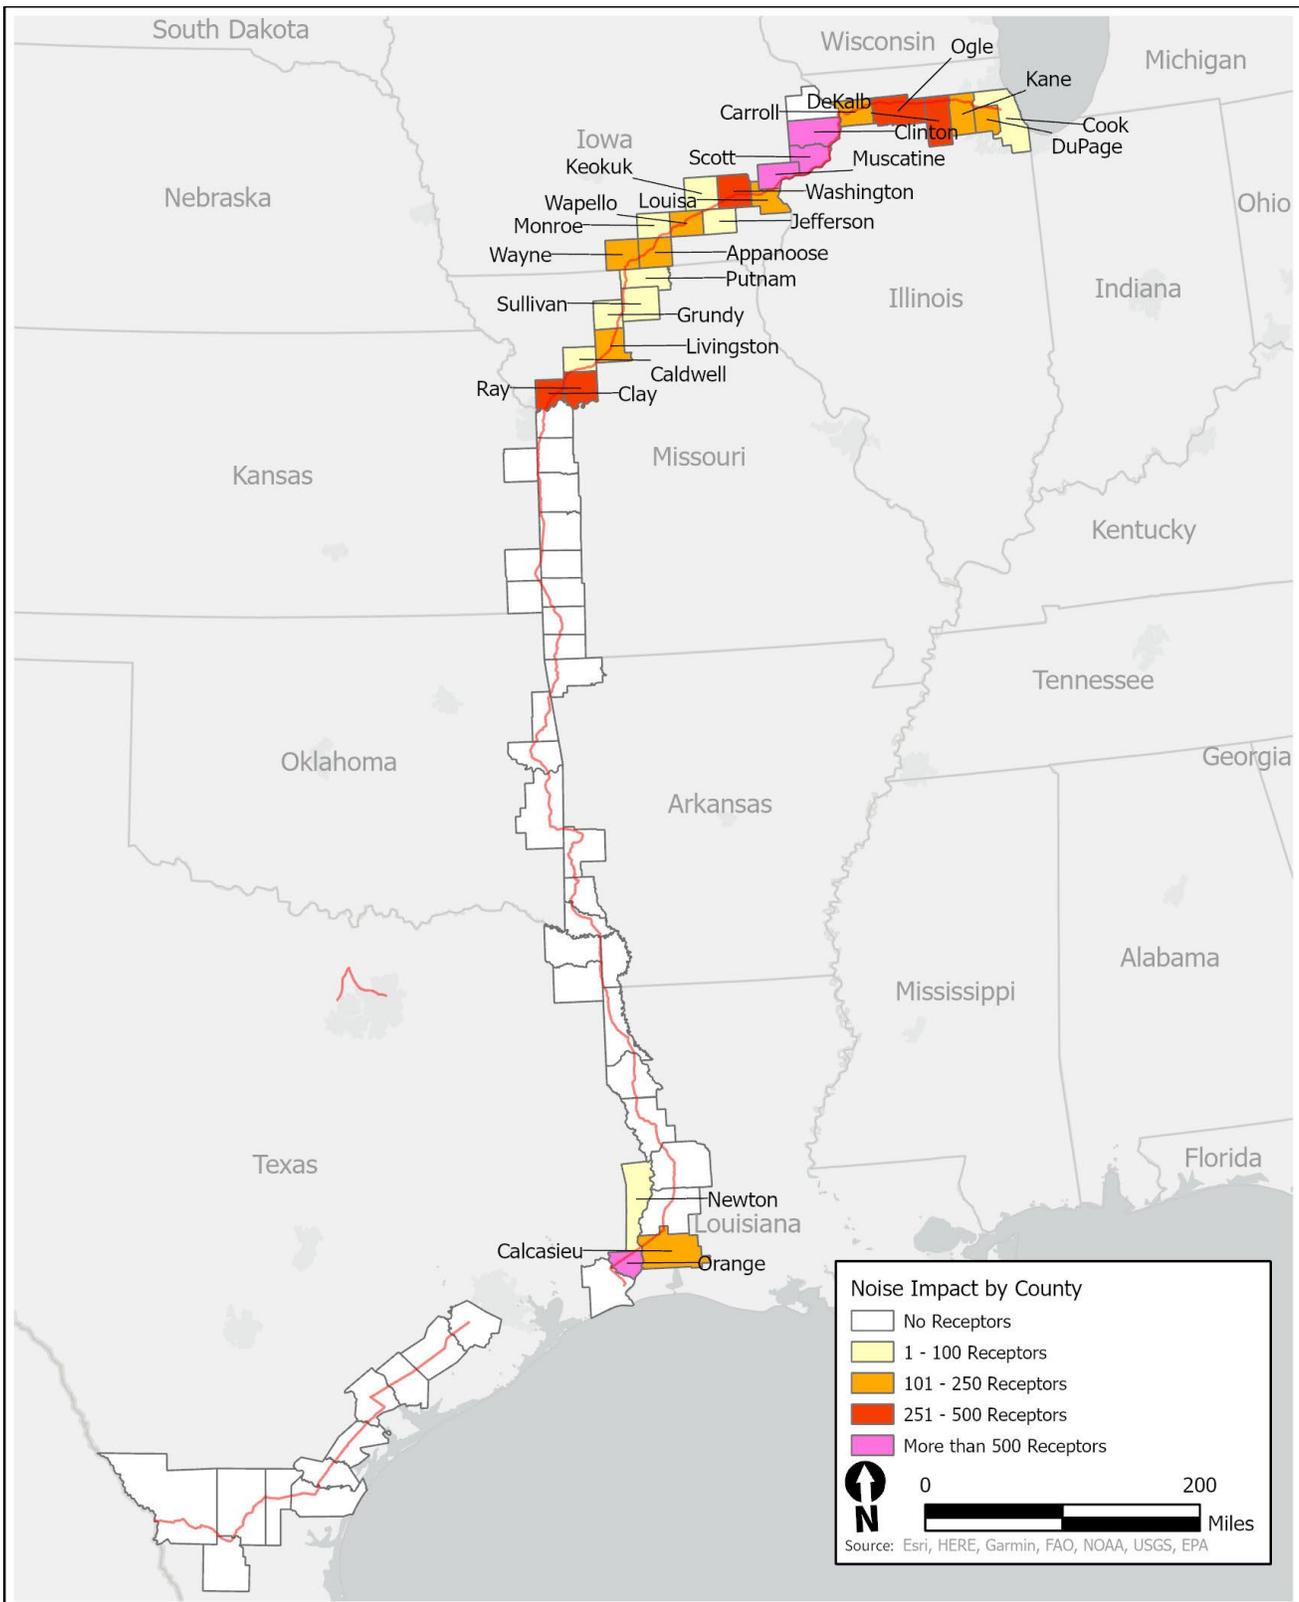 South Dakota
Wisconsin
Ogle
Michigan
Kane
DeKalb
Carroll
Clinton
Cook
DuPage
Iowa
Scott
Muscatine
Keokuk
Nebraska
Louisa
Washington
Wapello
Ohio
Monroe
Jefferson
Wayne
Appanoose
Putnam
Illinois
Indiana
Sullivan
Grundy
Livingston
Caldwell
Ray
Clay
Missouri
Kansas
Kentucky
Tennessee
Oklahoma
Georgia
Arkansas
Alabama
Mississippi
Texas
Florida
Newton
Louisiana
Calcasieu
Orange
Noise Impact by County
No Receptors
1 - 100 Receptors
101 - 250 Receptors
251 - 500 Receptors
More than 500 Receptors
N
0 200
Miles
Source: Esri, HERE, Garmin, FAO, NOAA, USGS, EPA